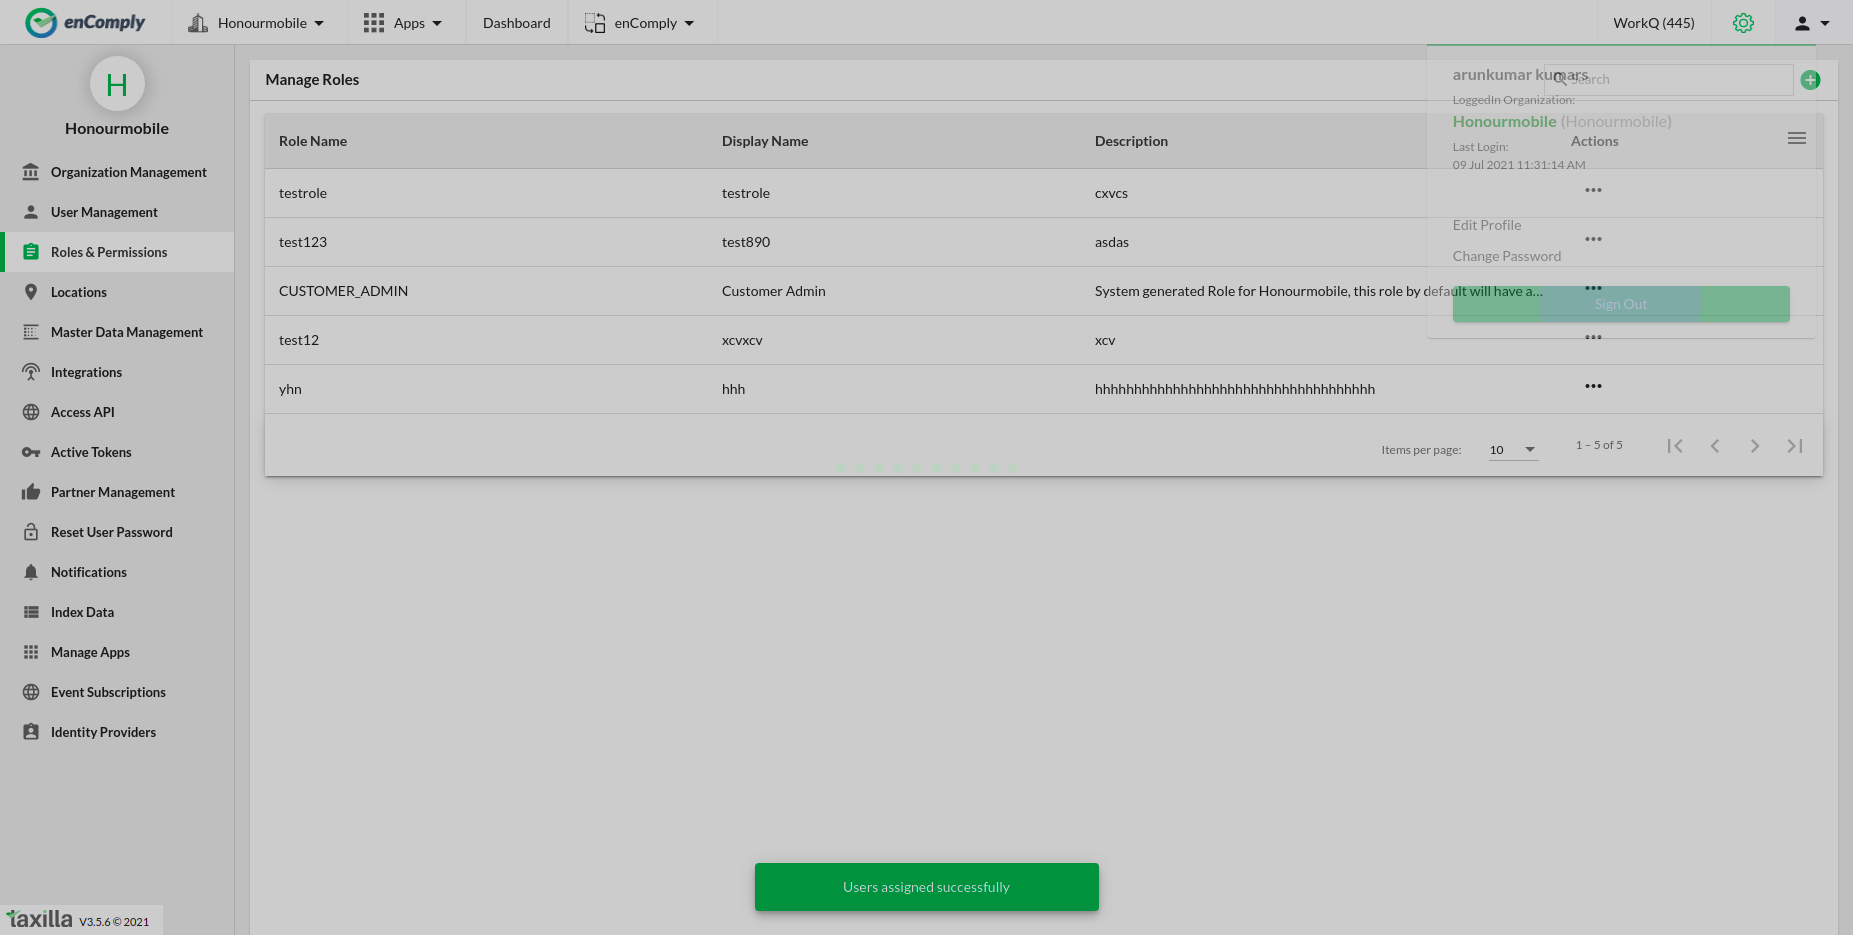 enComply
Honourmobile
Apps
Dashboard
enComply
WorkQ (445)
H
Honourmobile
Organization Management
User Management
Roles & Permissions
Locations
Master Data Management
Integrations
Access API
Active Tokens
Partner Management
Reset User Password
Notifications
Index Data
Manage Apps
Event Subscriptions
Identity Providers
taxilla V3.5.6 © 2021
Manage Roles
Search
arunkumar kumars
LoggedIn Organization:
Honourmobile (Honourmobile)
Last Login:
09 Jul 2021 11:31:14 AM
Edit Profile
Change Password
Sign Out
Role Name Display Name Description Actions
testrole testrole cxvcs
test123 test890 asdas
CUSTOMER_ADMIN Customer Admin System generated Role for Honourmobile, this role by default will have a...
test12 xcvxcv xcv
yhn hhh hhhhhhhhhhhhhhhhhhhhhhhhhhhhhhhhhhhh
Items per page: 10 1 – 5 of 5
Users assigned successfully